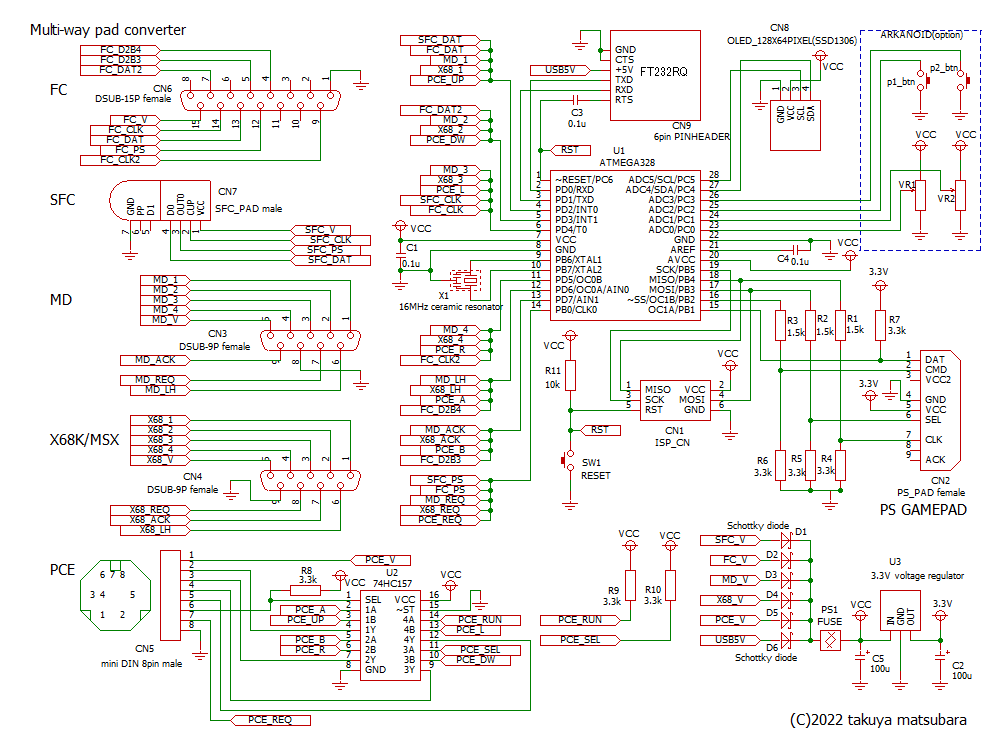 Multi-way pad converter
FC
FC_D2B4
FC_D2B3
FC_DAT2
8
7
6
5
4
3
2
1
CN6
DSUB-15P female
15
14
13
12
11
10
9
FC_V
FC_CLK
FC_DAT
FC_PS
FC_CLK2
SFC
GND
PP
D1
D0
OUT0
CUP
VCC
CN7
SFC_PAD male
7
6
5
4
3
2
1
SFC_V
SFC_CLK
SFC_PS
SFC_DAT
MD
MD_1
MD_2
MD_3
MD_4
MD_V
5
4
3
2
1
CN3
DSUB-9P female
9
8
7
6
MD_ACK
MD_REQ
MD_LH
X68K/MSX
X68_1
X68_2
X68_3
X68_4
X68_V
5
4
3
2
1
CN4
DSUB-9P female
9
8
7
6
X68_REQ
X68_ACK
X68_LH
PCE
6 7 8
3 4 5
1 2
1
2
3
4
5
6
7
8
CN5
mini DIN 8pin male
PCE_V
R8
3.3k
VCC
PCE_A
PCE_UP
PCE_B
PCE_R
PCE_REQ
U2
74HC157
1
2
3
4
5
6
7
8
SEL
1A
1B
1Y
2A
2B
2Y
GND
VCC
~ST
4A
4B
4Y
3A
3B
3Y
16
15
14
13
12
11
10
9
VCC
PCE_RUN
PCE_L
PCE_SEL
PCE_DW
SFC_DAT
FC_DAT
MD_1
X68_1
PCE_UP
FC_DAT2
MD_2
X68_2
PCE_DW
MD_3
X68_3
PCE_L
SFC_CLK
FC_CLK
VCC
C1
0.1u
X1
16MHz ceramic resonator
MD_4
X68_4
PCE_R
FC_CLK2
MD_LH
X68_LH
PCE_A
FC_D2B4
MD_ACK
X68_ACK
PCE_B
FC_D2B3
SFC_PS
FC_PS
MD_REQ
X68_REQ
PCE_REQ
USB5V
GND
CTS
+5V
TXD
RXD
RTS
FT232RQ
C3
0.1u
CN9
6pin PINHEADER
RST
U1
ATMEGA328
1
2
3
4
5
6
7
8
9
10
11
12
13
14
~RESET/PC6
PD0/RXD
PD1/TXD
PD2/INT0
PD3/INT1
PD4/T0
VCC
GND
PB6/XTAL1
PB7/XTAL2
PD5/OC0B
PD6/OC0A/AIN0
PD7/AIN1
PB0/CLK0
ADC5/SCL/PC5
ADC4/SDA/PC4
ADC3/PC3
ADC2/PC2
ADC1/PC1
ADC0/PC0
GND
AREF
AVCC
SCK/PB5
MISO/PB4
MOSI/PB3
~SS/OC1B/PB2
OC1A/PB1
28
27
26
25
24
23
22
21
20
19
18
17
16
15
CN8
OLED_128X64PIXEL(SSD1306)
VCC
1
2
3
4
GND
VCC
SCL
SDA
ARKANOID(option)
p1_btn
p2_btn
VCC
VCC
VR1
VR2
C4
0.1u
VCC
VCC
R11
10k
RST
SW1
RESET
VCC
1
3
5
MISO
SCK
RST
VCC
MOSI
GND
2
4
6
CN1
ISP_CN
R3
1.5k
R2
1.5k
R1
1.5k
3.3V
R7
3.3k
3.3V
R6
3.3k
R5
3.3k
R4
3.3k
1
2
3
4
5
6
7
8
9
DAT
CMD
VCC2
GND
VCC
SEL
CLK
ACK
CN2
PS_PAD female
PS GAMEPAD
VCC
VCC
R9
3.3k
R10
3.3k
PCE_RUN
PCE_SEL
Schottky diode
SFC_V
D1
FC_V
D2
MD_V
D3
X68_V
D4
PCE_V
D5
USB5V
D6
Schottky diode
PS1
FUSE
VCC
C5
100u
U3
3.3V voltage regulator
IN
GND
OUT
3.3V
C2
100u
(C)2022 takuya matsubara